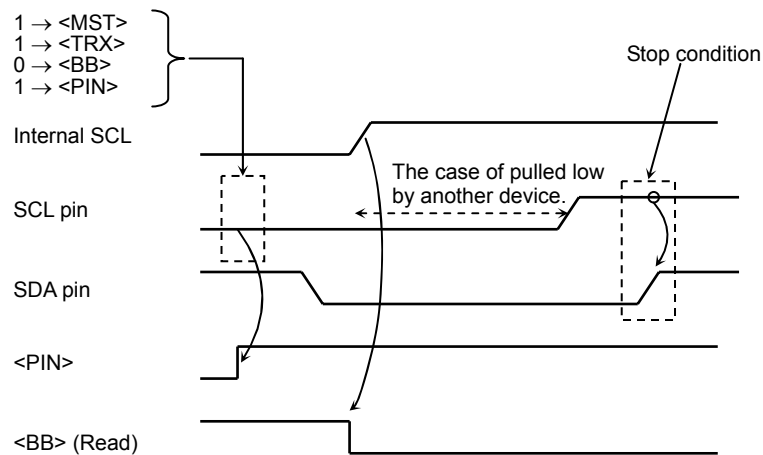 1 → <MST>
1 → <TRX>
0 → <BB>
1 → <PIN>
Stop condition
Internal SCL
The case of pulled low
by another device.
SCL pin
SDA pin
<PIN>
<BB> (Read)